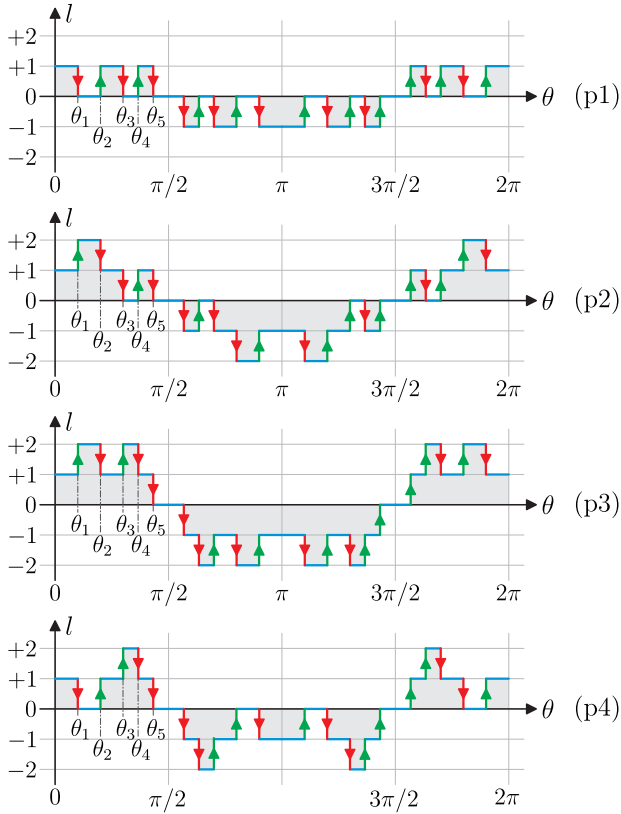 l
+2
+1
0
−1
−2
θ (p1)
θ1 θ3 θ5
θ2 θ4
0 π/2 π 3π/2 2π
l
+2
+1
0
−1
−2
θ (p2)
θ1 θ3 θ5
θ2 θ4
0 π/2 π 3π/2 2π
l
+2
+1
0
−1
−2
θ (p3)
θ1 θ3 θ5
θ2 θ4
0 π/2 π 3π/2 2π
l
+2
+1
0
−1
−2
θ (p4)
θ1 θ3 θ5
θ2 θ4
0 π/2 π 3π/2 2π